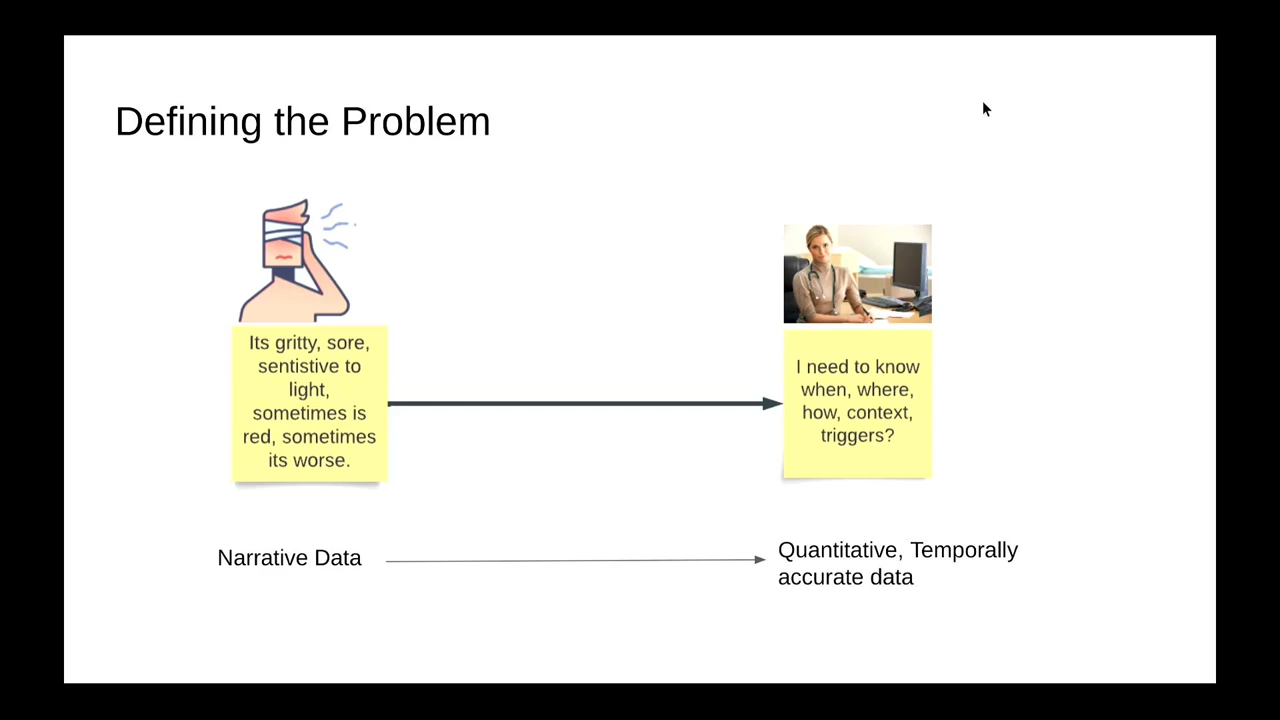 Defining the Problem
Its gritty, sore,
sentistive to
light,
sometimes is
red, sometimes
its worse.
I need to know
when, where,
how, context,
triggers?
Narrative Data
Quantitative, Temporally
accurate data